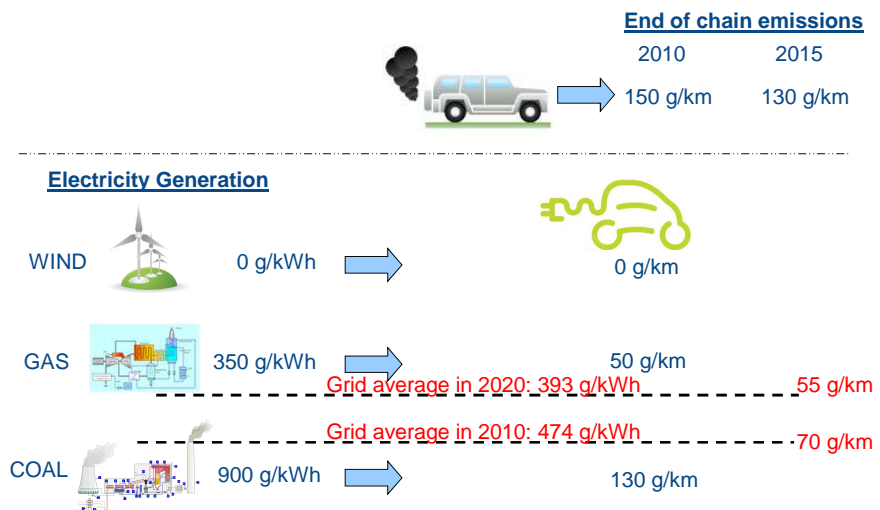 End of chain emissions
2010 2015
150 g/km 130 g/km
Electricity Generation
WIND 0 g/kWh 0 g/km
GAS 350 g/kWh 50 g/km
Grid average in 2020: 393 g/kWh 55 g/km
Grid average in 2010: 474 g/kWh 70 g/km
COAL 900 g/kWh 130 g/km